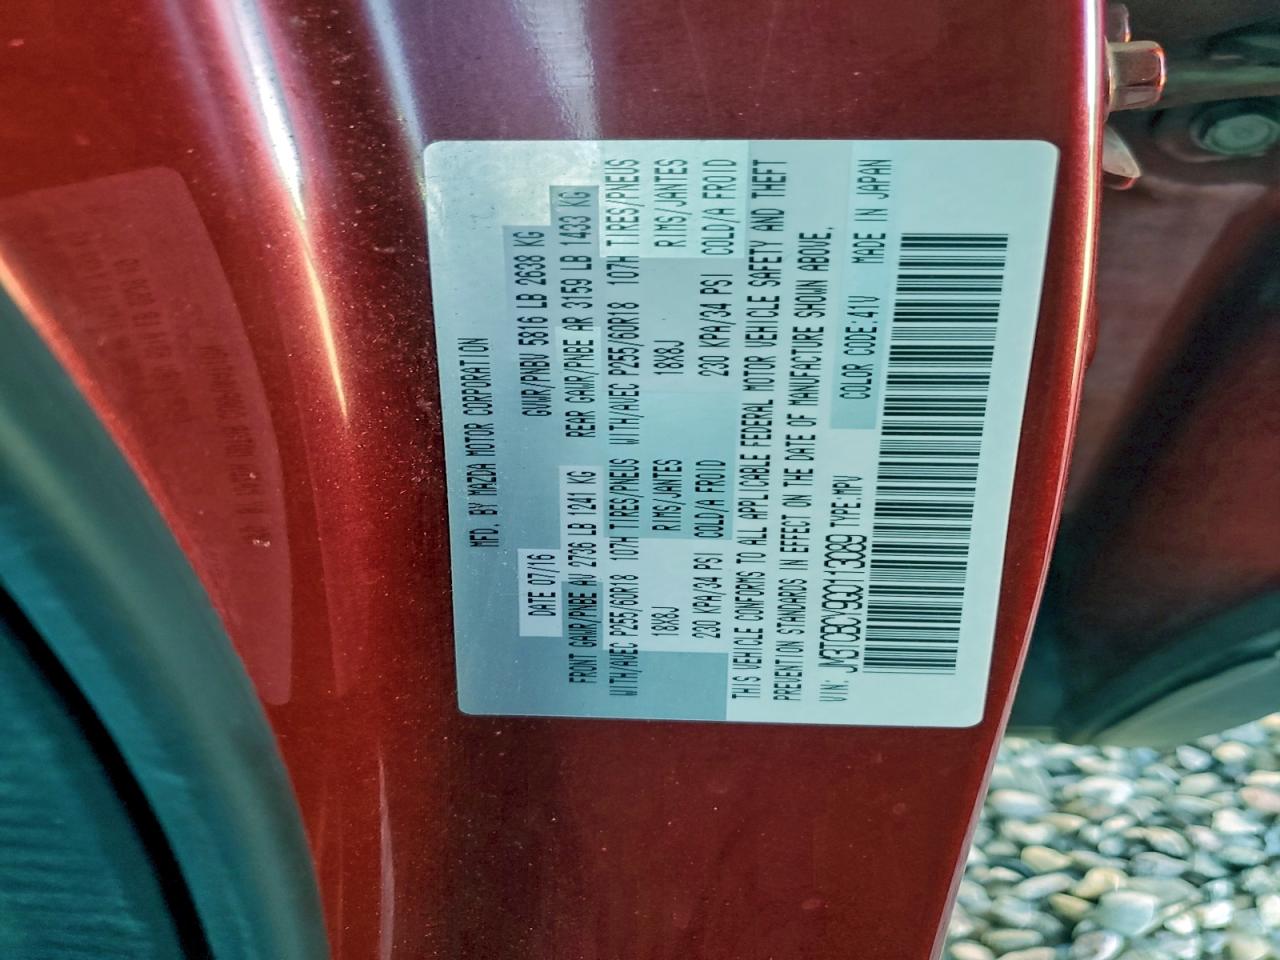 MFD. BY MAZDA MOTOR CORPORATION
DATE 07/16 GVWR/PNBV 5816 LB 2638 KG
FRONT GAWR/PNBE AV 2736 LB 1241 KG REAR GAWR/PNBE AR 3159 LB 1433 KG
WITH/AVEC P255/60R18 107H TIRES/PNEUS WITH/AVEC P255/60R18 107H TIRES/PNEUS
18X8J RIMS/JANTES 18X8J RIMS/JANTES
230 KPA/34 PSI COLD/A FROID 230 KPA/34 PSI COLD/A FROID
THIS VEHICLE CONFORMS TO ALL APPLICABLE FEDERAL MOTOR VEHICLE SAFETY AND THEFT
PREVENTION STANDARDS IN EFFECT ON THE DATE OF MANUFACTURE SHOWN ABOVE.
VIN: JM3TCBCY9G0113089 TYPE:MPV COLOR CODE:41V MADE IN JAPAN